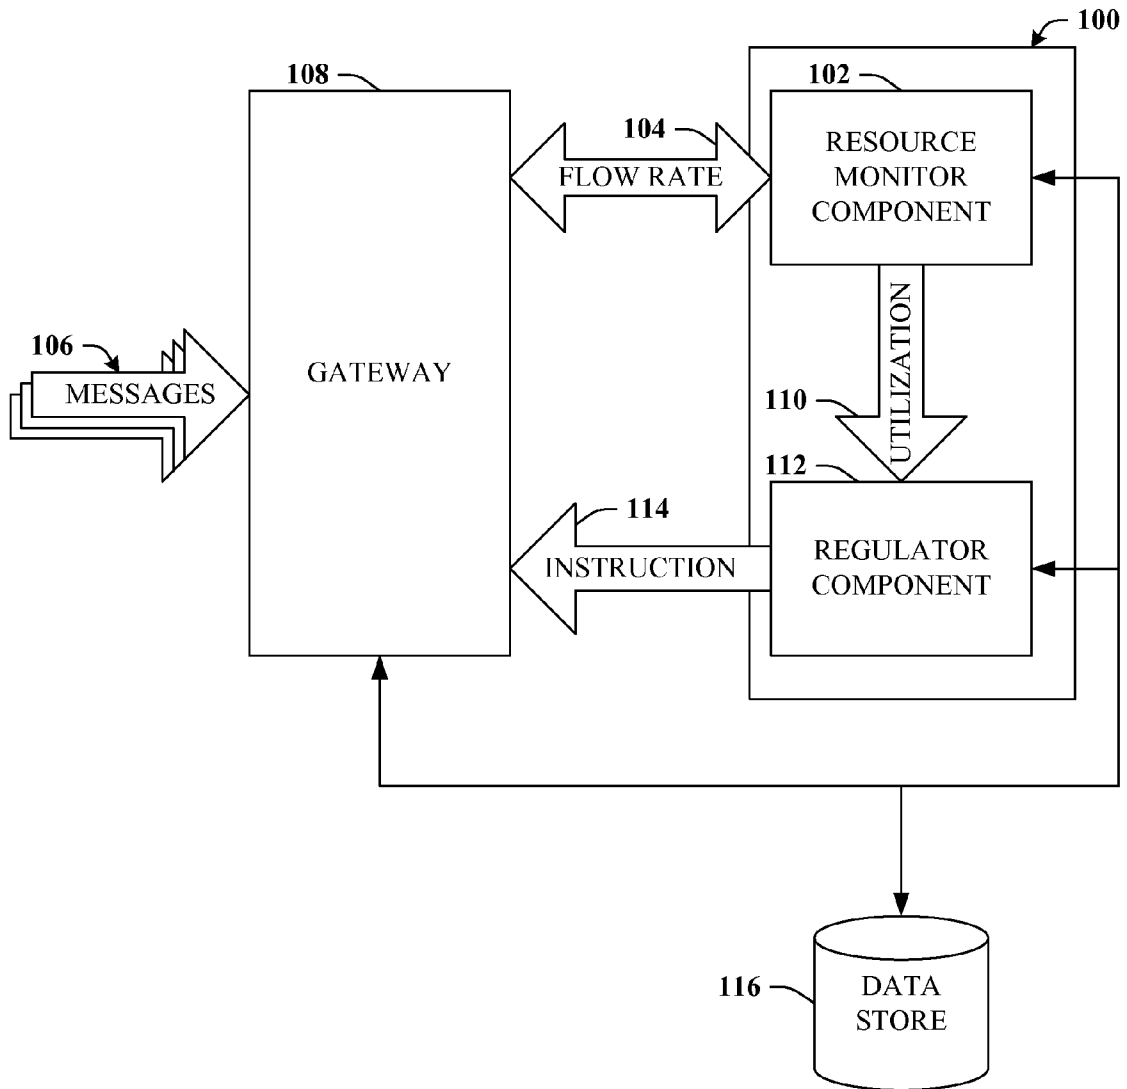 100
108
102
104
RESOURCE
MONITOR
COMPONENT
FLOW RATE
106
MESSAGES
GATEWAY
UTILIZATION
110
112
114
INSTRUCTION
REGULATOR
COMPONENT
116
DATA
STORE